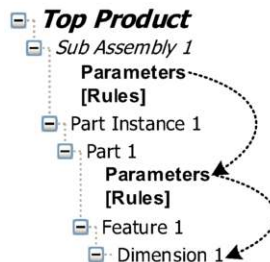 Top Product
Sub Assembly 1
Parameters
[Rules]
Part Instance 1
Part 1
Parameters
[Rules]
Feature 1
Dimension 1